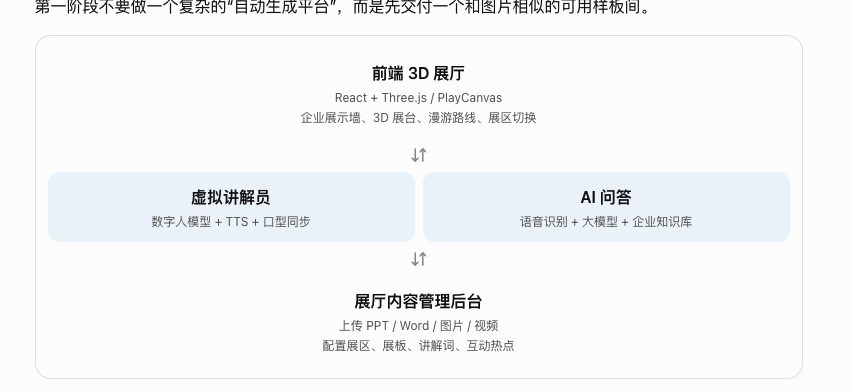 第一阶段不要做一个复杂的“自动生成平台”，而是先交付一个和图片相似的可用样板间。
前端 3D 展厅
React + Three.js / PlayCanvas
企业展示墙、3D 展台、漫游路线、展区切换
虚拟讲解员
数字人模型 + TTS + 口型同步
AI 问答
语音识别 + 大模型 + 企业知识库
展厅内容管理后台
上传 PPT / Word / 图片 / 视频
配置展区、展板、讲解词、互动热点